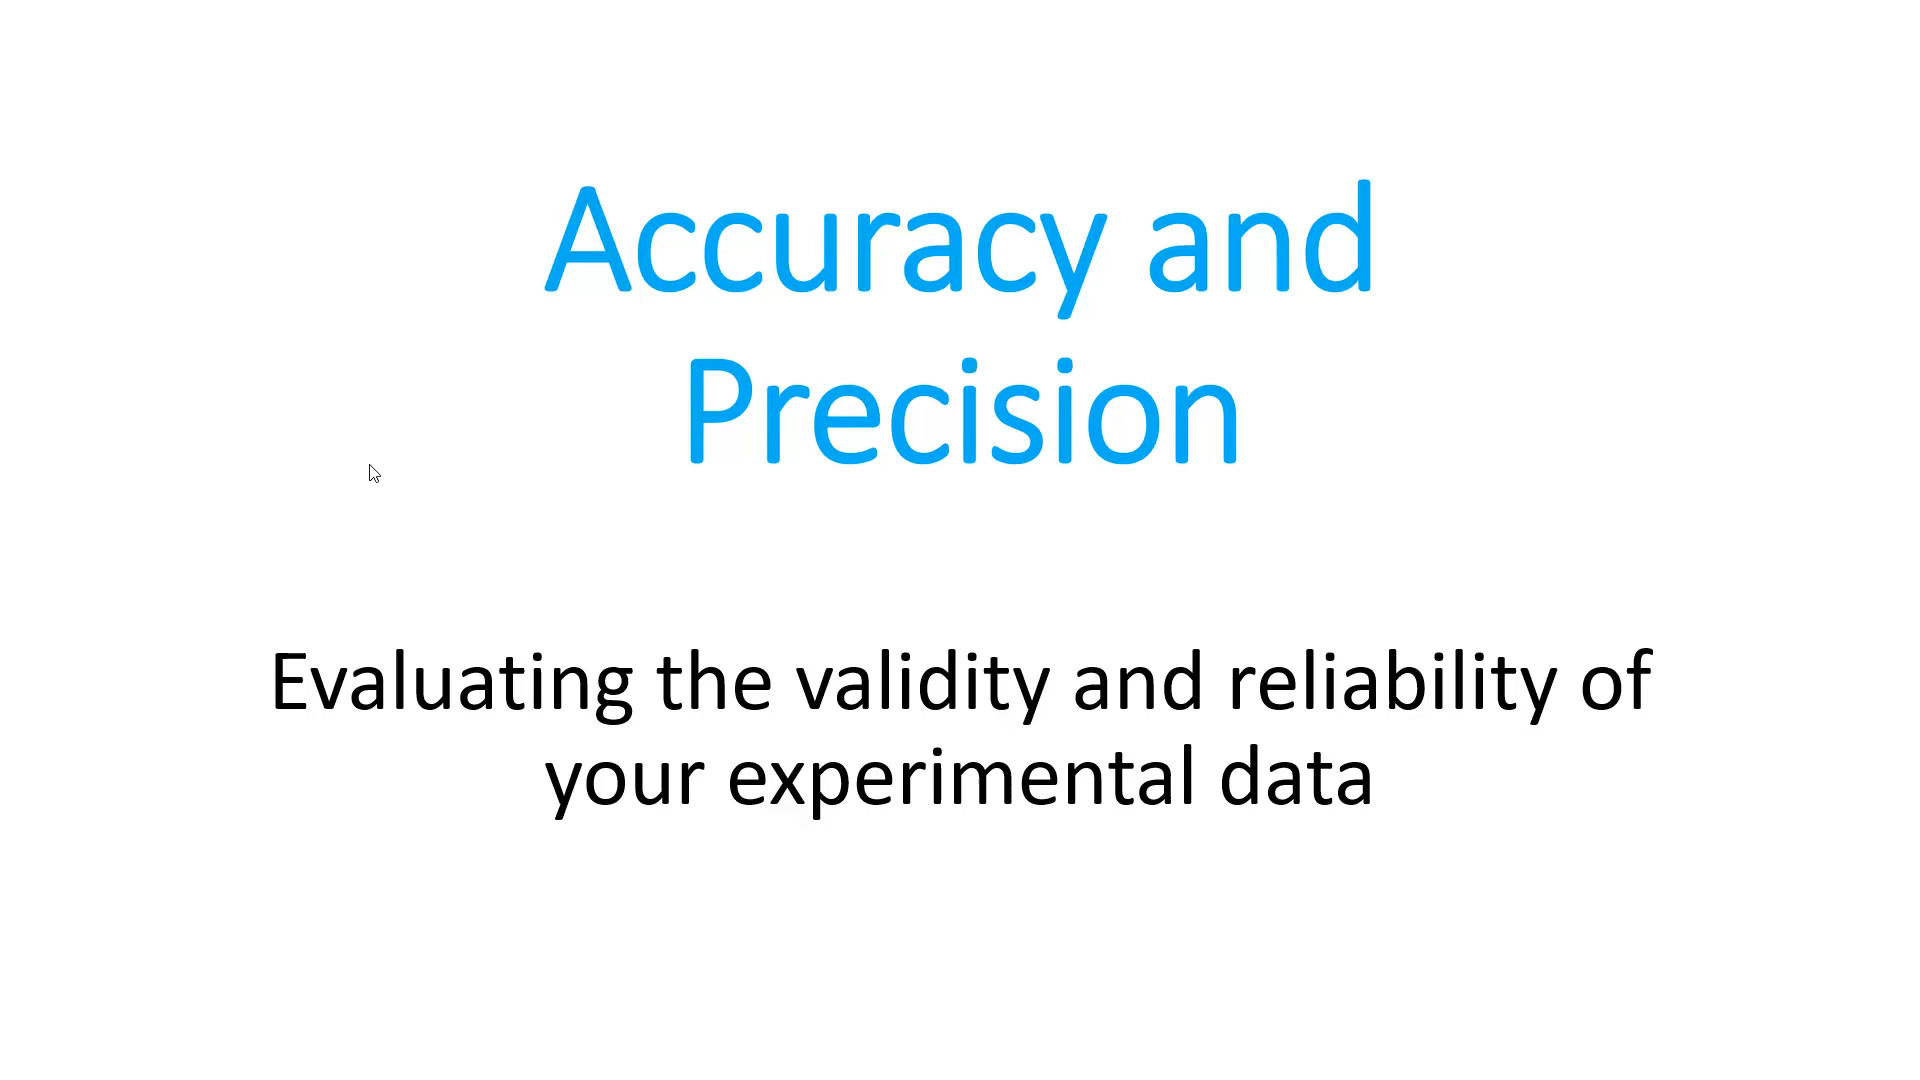 Accuracy and
Precision
Evaluating the validity and reliability of
your experimental data